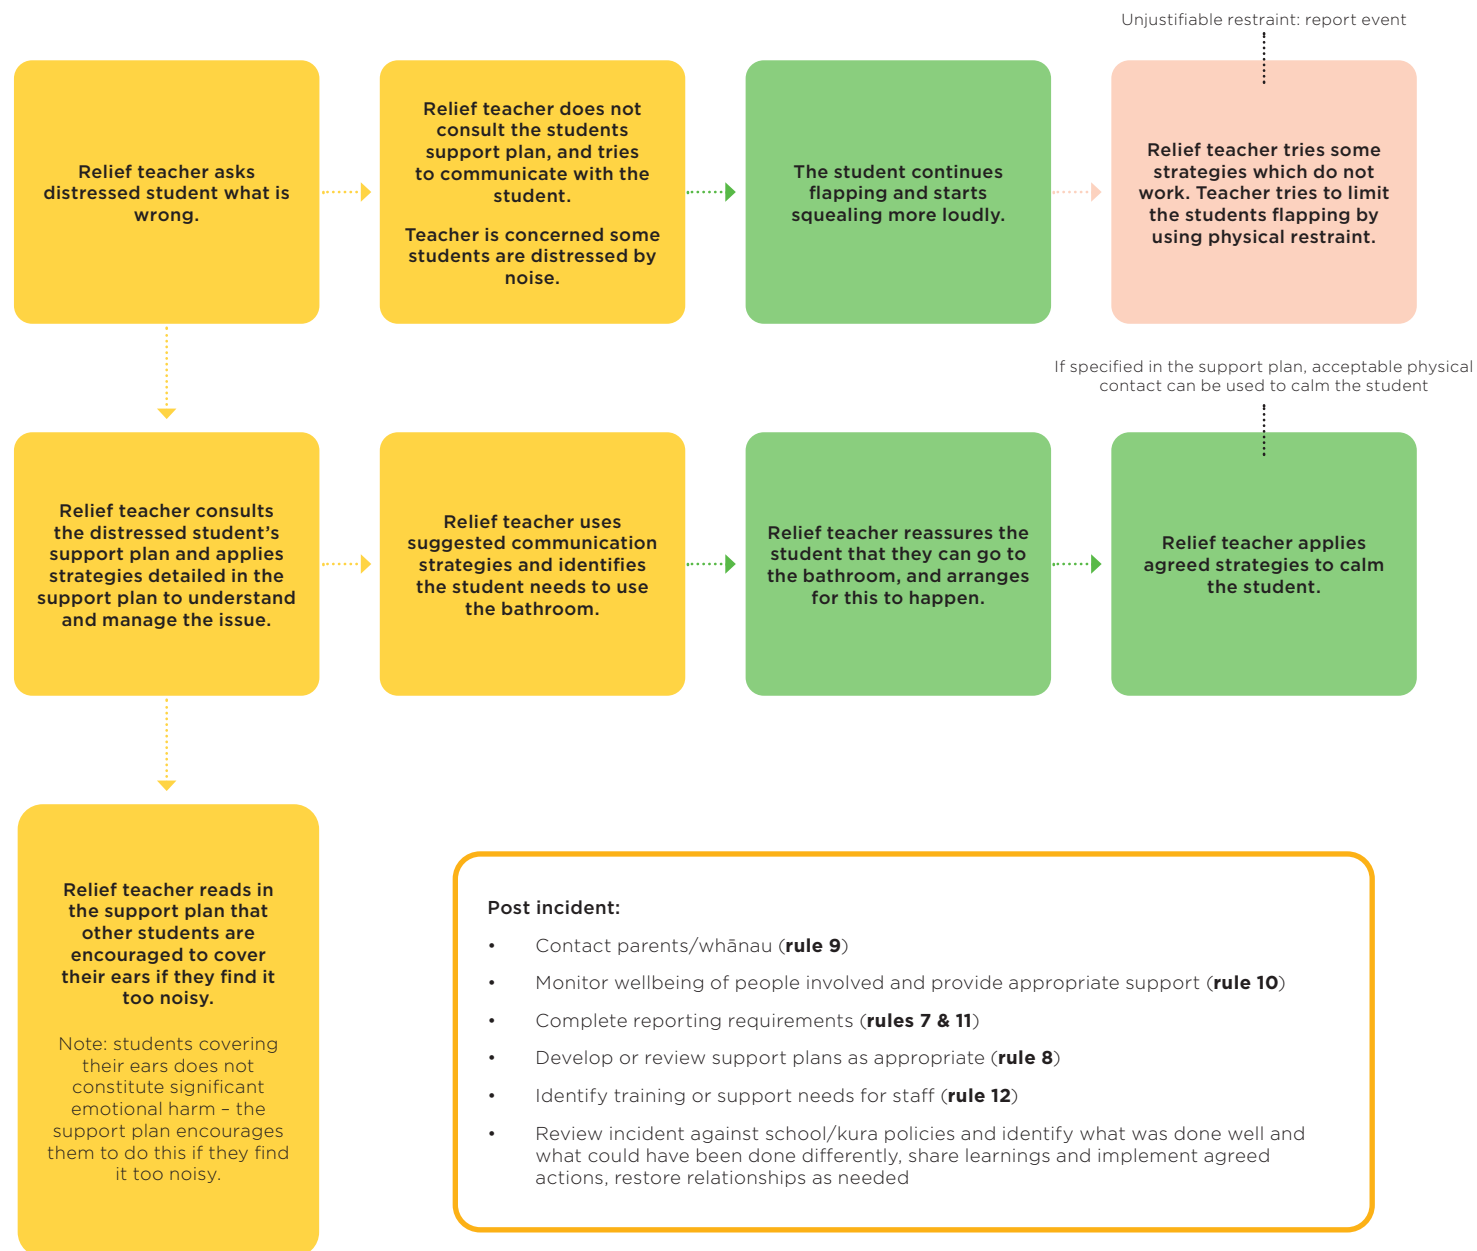 Unjustifiable restraint: report event
Relief teacher asks
distressed student what is
wrong.
Relief teacher does not
consult the students
support plan, and tries
to communicate with the
student.
Teacher is concerned some
students are distressed by
noise.
The student continues
flapping and starts
squealing more loudly.
Relief teacher tries some
strategies which do not
work. Teacher tries to limit
the students flapping by
using physical restraint.
If specified in the support plan, acceptable physical
contact can be used to calm the student
Relief teacher consults
the distressed student’s
support plan and applies
strategies detailed in the
support plan to understand
and manage the issue.
Relief teacher uses
suggested communication
strategies and identifies
the student needs to use
the bathroom.
Relief teacher reassures the
student that they can go to
the bathroom, and arranges
for this to happen.
Relief teacher applies
agreed strategies to calm
the student.
Relief teacher reads in
the support plan that
other students are
encouraged to cover
their ears if they find it
too noisy.
Note: students covering
their ears does not
constitute significant
emotional harm – the
support plan encourages
them to do this if they find
it too noisy.
Post incident:
• Contact parents/whānau (rule 9)
• Monitor wellbeing of people involved and provide appropriate support (rule 10)
• Complete reporting requirements (rules 7 & 11)
• Develop or review support plans as appropriate (rule 8)
• Identify training or support needs for staff (rule 12)
• Review incident against school/kura policies and identify what was done well and
what could have been done differently, share learnings and implement agreed
actions, restore relationships as needed